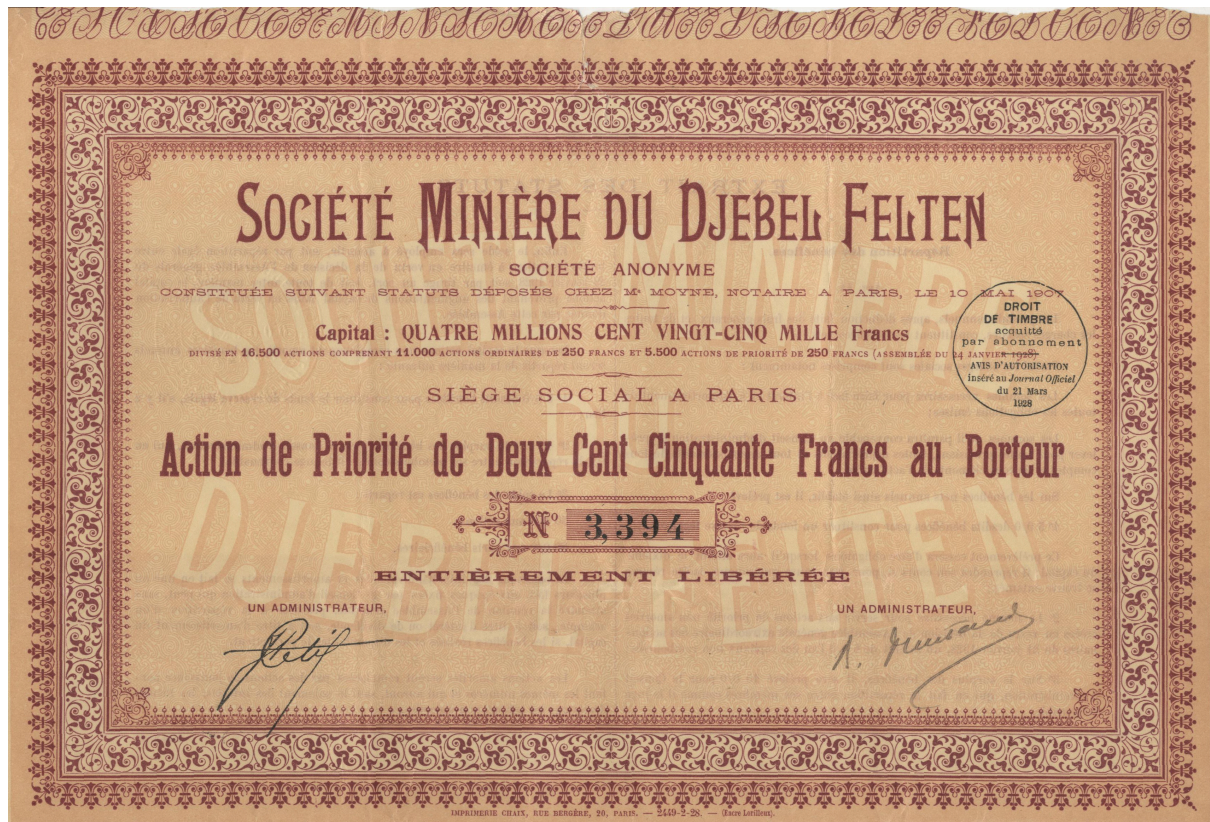 SOCIÉTÉ MINIÈRE DU DJEBEL FELTEN
SOCIÉTÉ ANONYME
CONSTITUÉE SUIVANT STATUTS DÉPOSÉS CHEZ Me MOYNE, NOTAIRE A PARIS, LE 10 MAI 1907
Capital : QUATRE MILLIONS CENT VINGT-CINQ MILLE Francs
DIVISÉ EN 16.500 ACTIONS COMPRENANT 11.000 ACTIONS ORDINAIRES DE 250 FRANCS ET 5.500 ACTIONS DE PRIORITÉ DE 250 FRANCS (ASSEMBLÉE DU 24 JANVIER 1928)
DROIT
DE TIMBRE
acquitté
par abonnement
AVIS D'AUTORISATION
inséré au Journal Officiel
du 21 Mars
1928
SIÈGE SOCIAL A PARIS
Action de Priorité de Deux Cent Cinquante Francs au Porteur
No 3,394
ENTIÈREMENT LIBÉRÉE
UN ADMINISTRATEUR,
UN ADMINISTRATEUR,
SOCIÉTÉ MINIÈRE
DU
DJEBEL-FELTEN
IMPRIMERIE CHAIX, RUE BERGÈRE, 20, PARIS. — 2449-2-28. — (Encre Lorilleux).